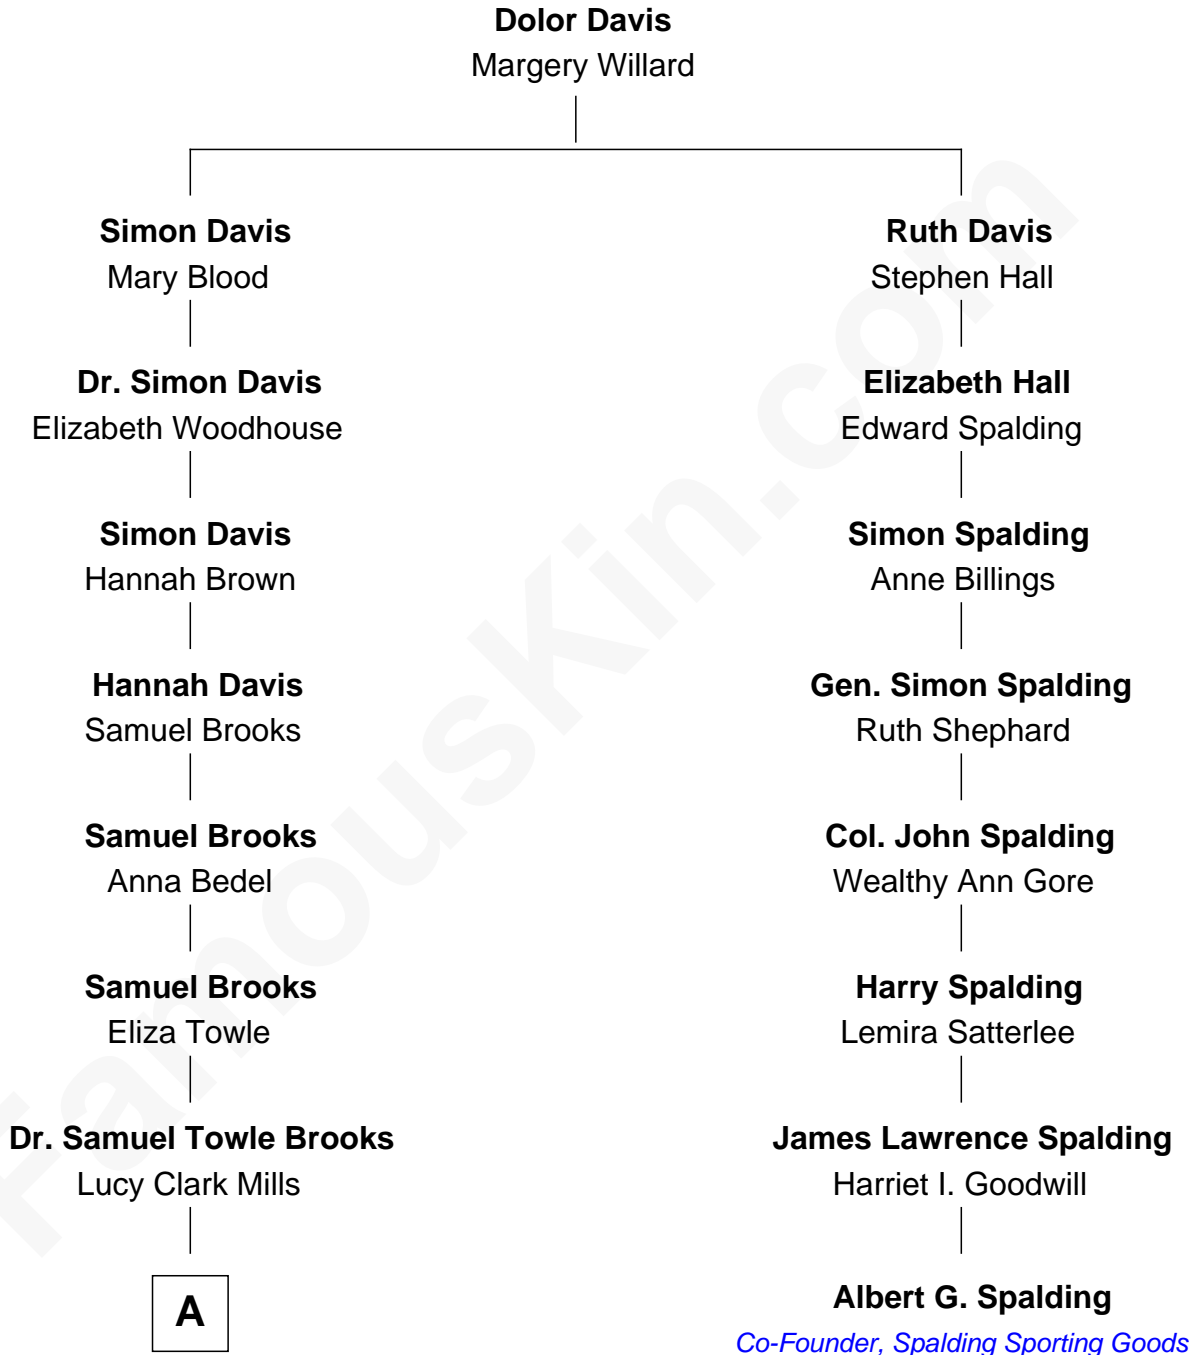 Dolor Davis
Margery Willard
Simon Davis
Mary Blood
Ruth Davis
Stephen Hall
Dr. Simon Davis
Elizabeth Woodhouse
Elizabeth Hall
Edward Spalding
Simon Davis
Hannah Brown
Simon Spalding
Anne Billings
Hannah Davis
Samuel Brooks
Gen. Simon Spalding
Ruth Shephard
Samuel Brooks
Anna Bedel
Col. John Spalding
Wealthy Ann Gore
Samuel Brooks
Eliza Towle
Harry Spalding
Lemira Satterlee
Dr. Samuel Towle Brooks
Lucy Clark Mills
James Lawrence Spalding
Harriet I. Goodwill
A
Albert G. Spalding
Co-Founder, Spalding Sporting Goods
FamousKin.com